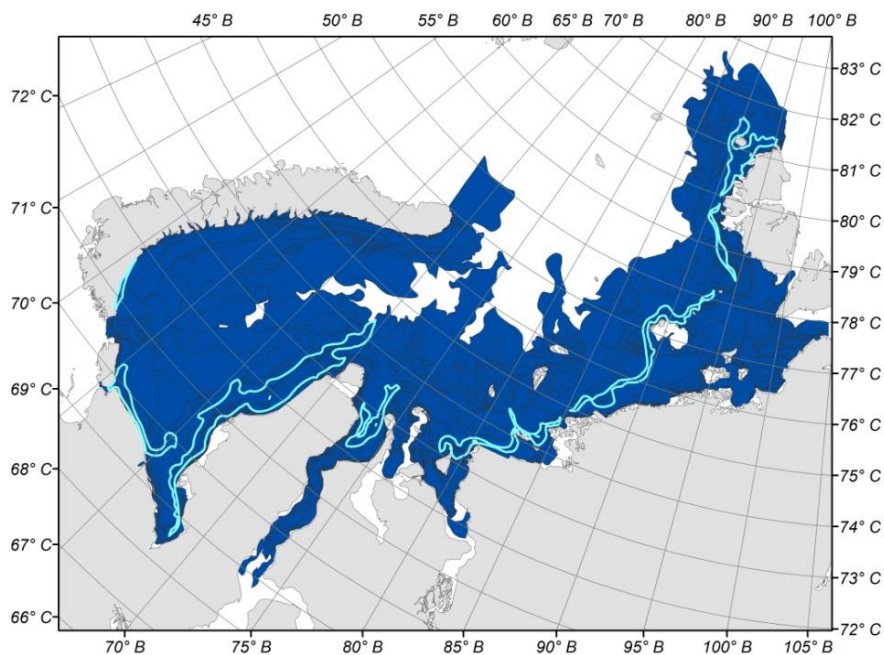 45° В 50° В 55° В 60° В 65° В 70° В 80° В 90° В 100° В
72° С
71° С
70° С
69° С
68° С
67° С
66° С
83° С
82° С
81° С
80° С
79° С
78° С
77° С
76° С
75° С
74° С
73° С
72° С
70° В 75° В 80° В 85° В 90° В 95° В 100° В 105° В